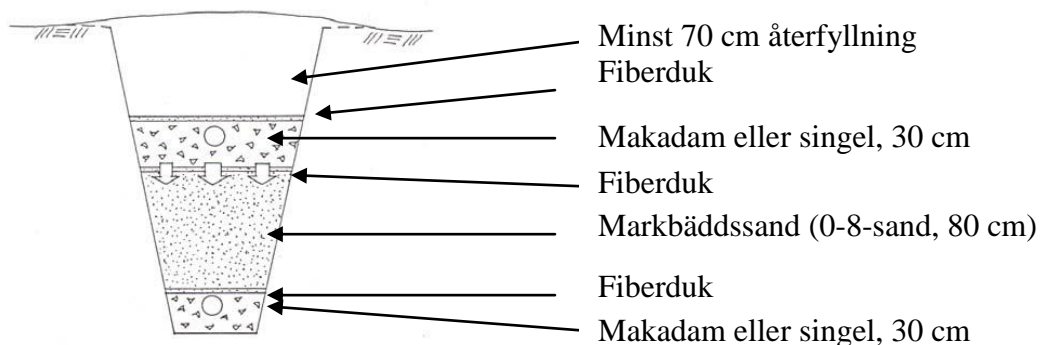 Minst 70 cm återfyllning
Fiberduk
Makadam eller singel, 30 cm
Fiberduk
Markbäddssand (0-8-sand, 80 cm)
Fiberduk
Makadam eller singel, 30 cm